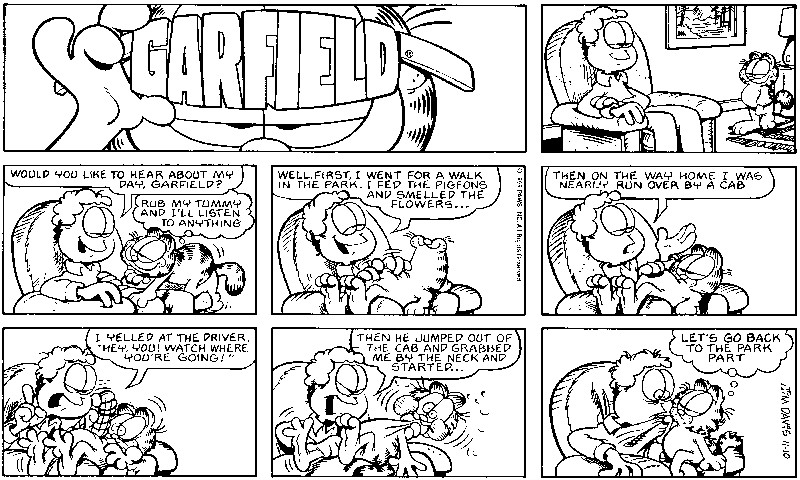 GARFIELD
®
WOULD YOU LIKE TO HEAR ABOUT MY
DAY, GARFIELD?
RUB MY TUMMY
AND I'LL LISTEN
TO ANYTHING
WELL, FIRST, I WENT FOR A WALK
IN THE PARK. I FED THE PIGEONS
AND SMELLED THE
FLOWERS...
THEN ON THE WAY HOME I WAS
NEARLY RUN OVER BY A CAB
I YELLED AT THE DRIVER,
"HEY, YOU! WATCH WHERE
YOU'RE GOING!"
THEN HE JUMPED OUT OF
THE CAB AND GRABBED
ME BY THE NECK AND
STARTED...
LET'S GO BACK
TO THE PARK
PART
JIM DAVIS 11-10